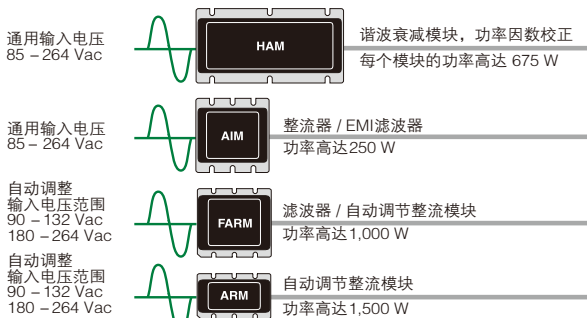 通用输入电压
85 – 264 Vac
HAM
谐波衰减模块，功率因数校正
每个模块的功率高达 675 W
通用输入电压
85 – 264 Vac
AIM
整流器 / EMI滤波器
功率高达250 W
自动调整
输入电压范围
90 – 132 Vac
180 – 264 Vac
FARM
滤波器 / 自动调节整流模块
功率高达1,000 W
自动调整
输入电压范围
90 – 132 Vac
180 – 264 Vac
ARM
自动调节整流模块
功率高达1,500 W